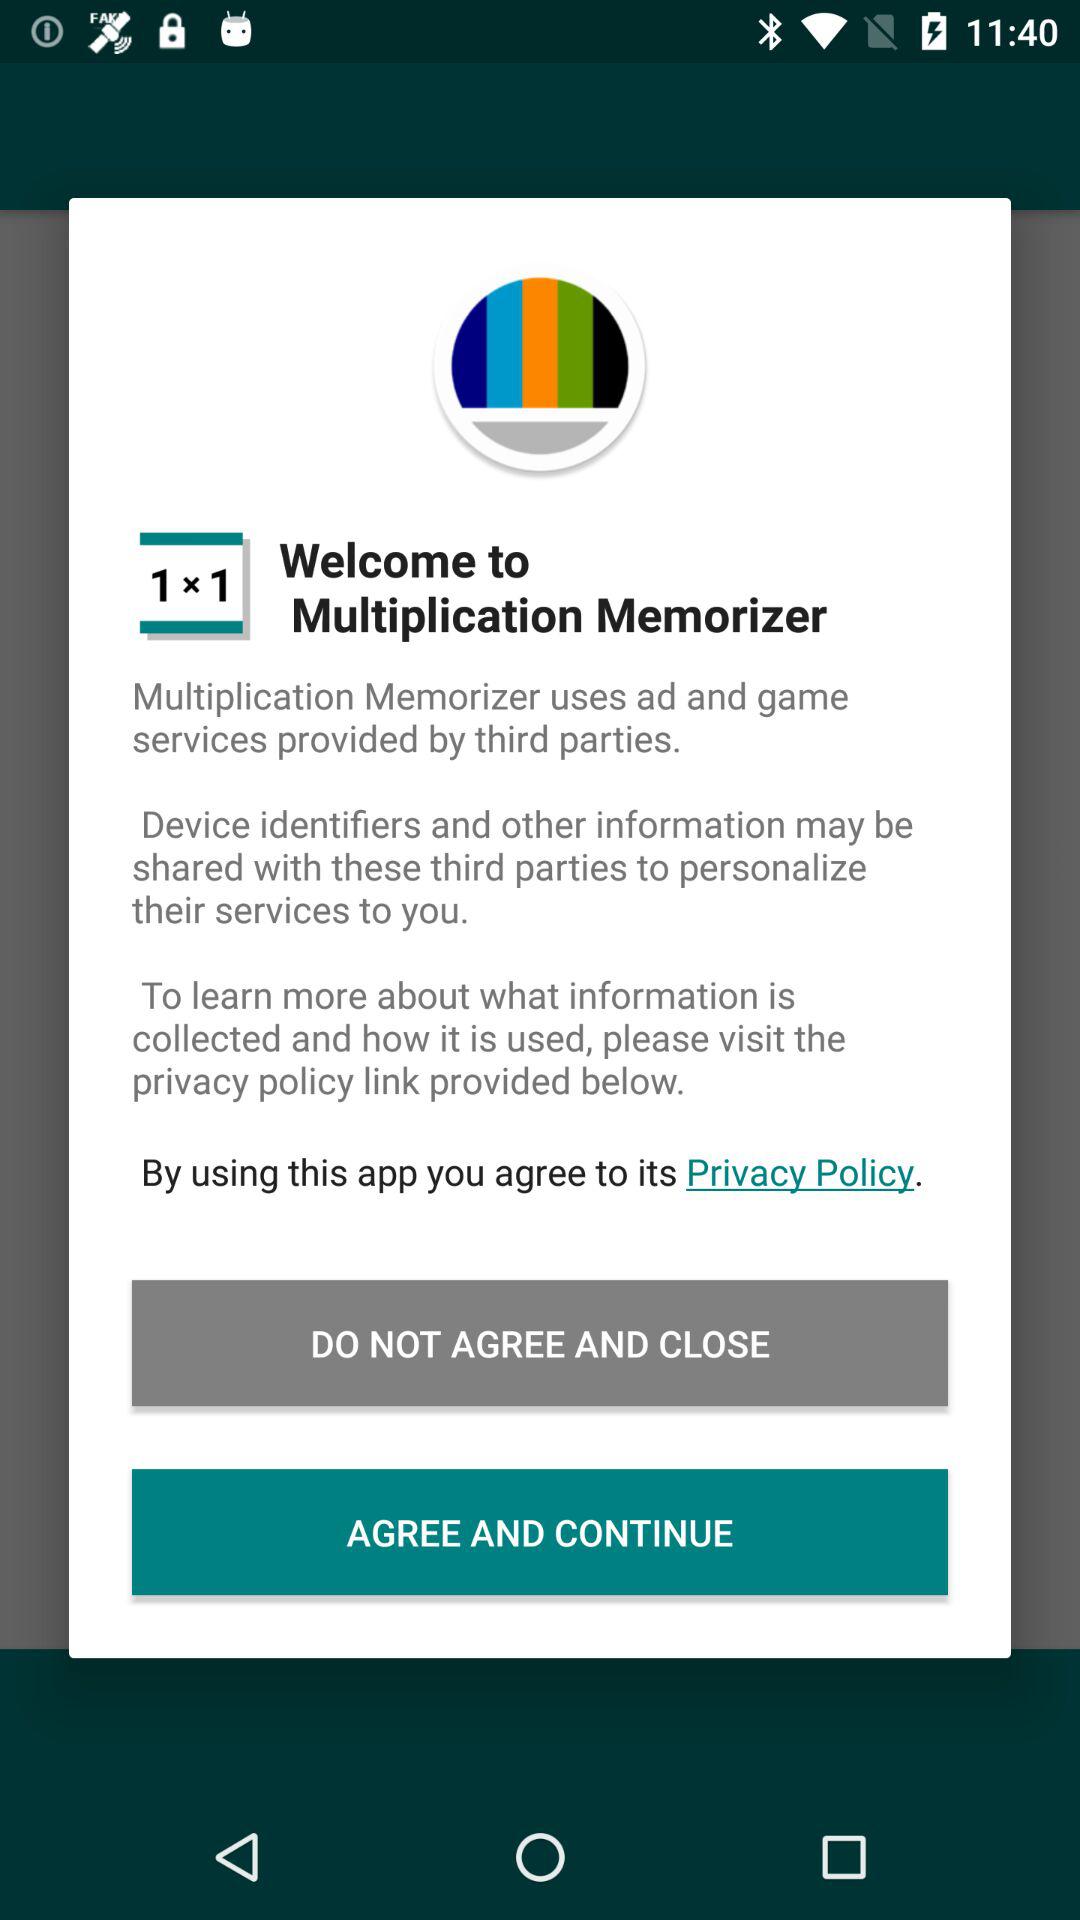 FAKE
11:40
1 × 1
Welcome to
Multiplication Memorizer
Multiplication Memorizer uses ad and game
services provided by third parties.
Device identifiers and other information may be
shared with these third parties to personalize
their services to you.
To learn more about what information is
collected and how it is used, please visit the
privacy policy link provided below.
By using this app you agree to its Privacy Policy.
DO NOT AGREE AND CLOSE
AGREE AND CONTINUE